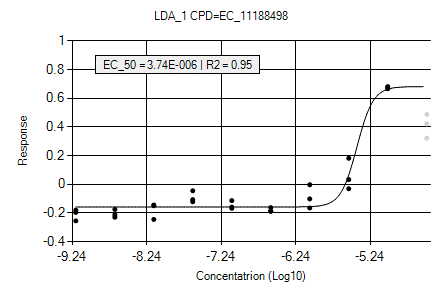 LDA_1 CPD=EC_11188498
EC_50 = 3.74E-006 | R2 = 0.95
Response
1
0.8
0.6
0.4
0.2
0
-0.2
-0.4
-9.24 -8.24 -7.24 -6.24 -5.24
Concentatrion (Log10)